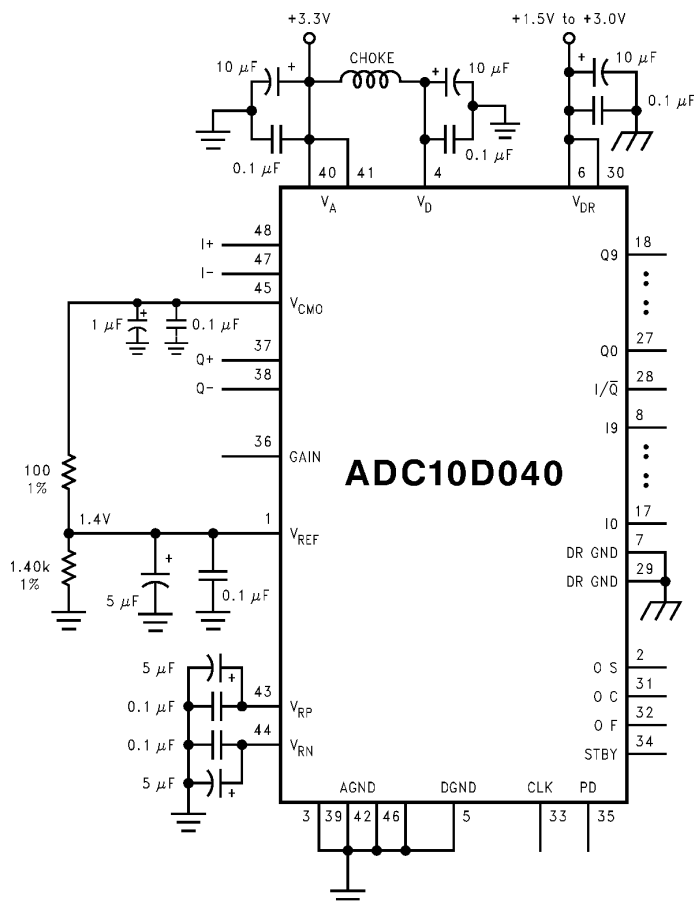 +3.3V +1.5V to +3.0V
10 µF + CHOKE + 10 µF + 10 µF
0.1 µF
0.1 µF 40 41 4 0.1 µF 6 30
VA VD VDR
I+ 48
I- 47
45 VCMO
1 µF + 0.1 µF
Q+ 37
Q- 38
36 GAIN
100
1%
1.4V 1 VREF
1.40k
1%
+
5 µF 0.1 µF
5 µF +
0.1 µF 43 VRP
0.1 µF 44 VRN
5 µF +
ADC10D040
Q9 18
Q0 27
I/Q̅ 28
I9 8
I0 17
DR GND 7
DR GND 29
O S 2
O C 31
O F 32
STBY 34
AGND DGND CLK PD
3 39 42 46 5 33 35